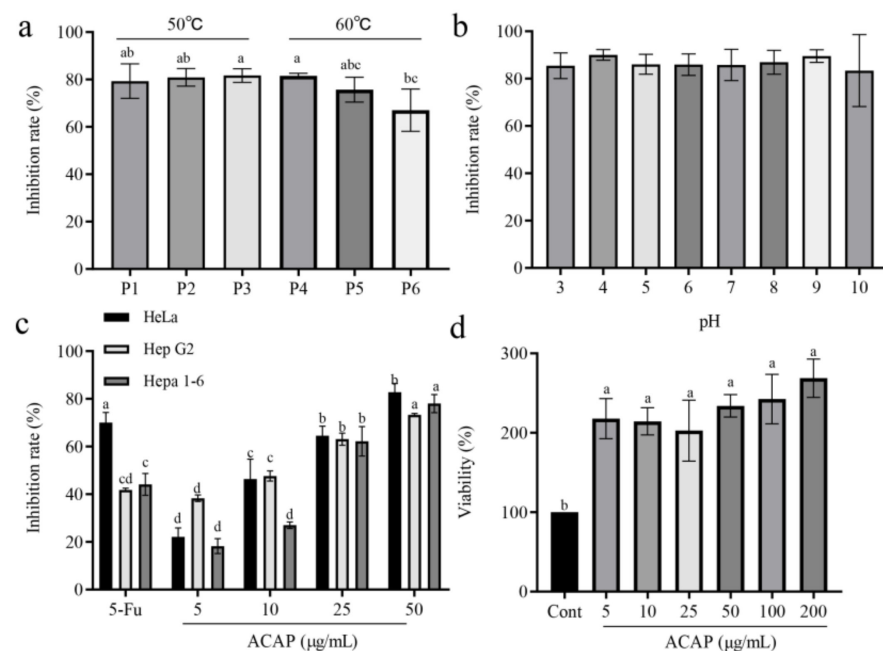 a
50℃ 60℃
100
80
60
40
20
0
Inhibition rate (%)
ab ab a a abc bc
P1 P2 P3 P4 P5 P6
b
100
80
60
40
20
0
Inhibition rate (%)
3 4 5 6 7 8 9 10
pH
c
HeLa
Hep G2
Hepa 1-6
100
80
60
40
20
0
Inhibition rate (%)
a cd c d d d c c d b b b b a a
5-Fu 5 10 25 50
ACAP (μg/mL)
d
300
200
100
0
Viability (%)
b a a a a a a
Cont 5 10 25 50 100 200
ACAP (μg/mL)